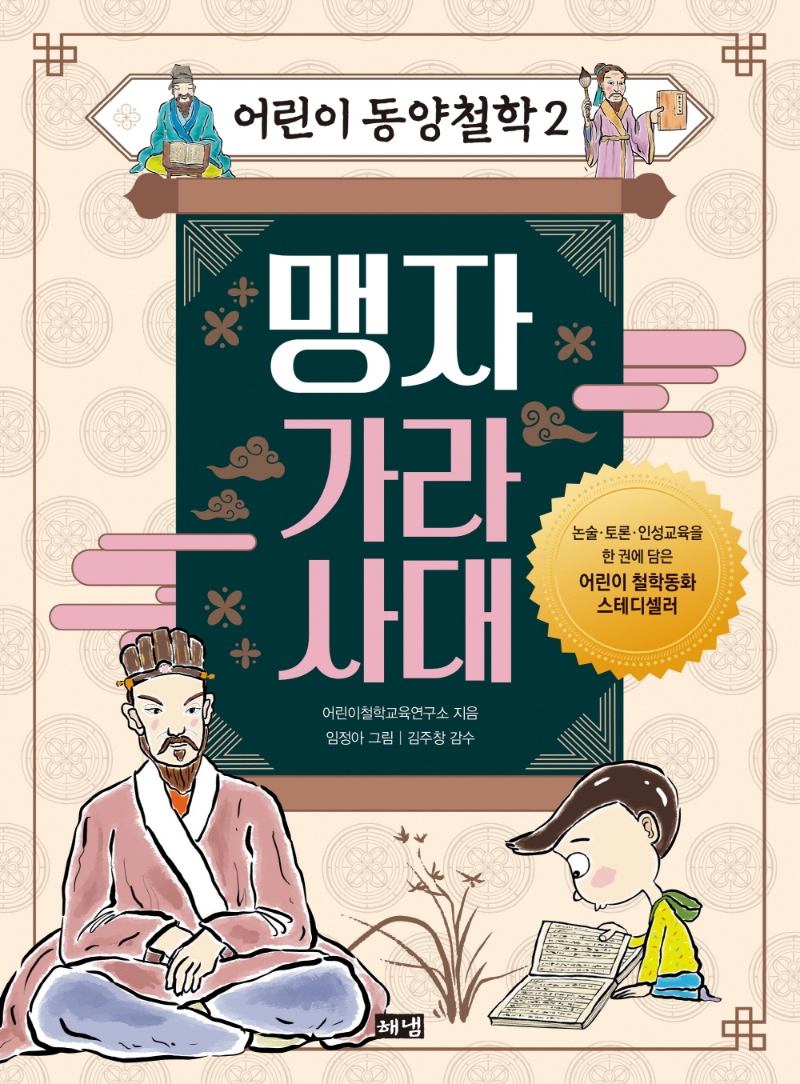 어린이 동양철학 2
맹자
가라
사대
논술·토론·인성교육을
한 권에 담은
어린이 철학동화
스테디셀러
어린이철학교육연구소 지음
임정아 그림 | 김주창 감수
해냄